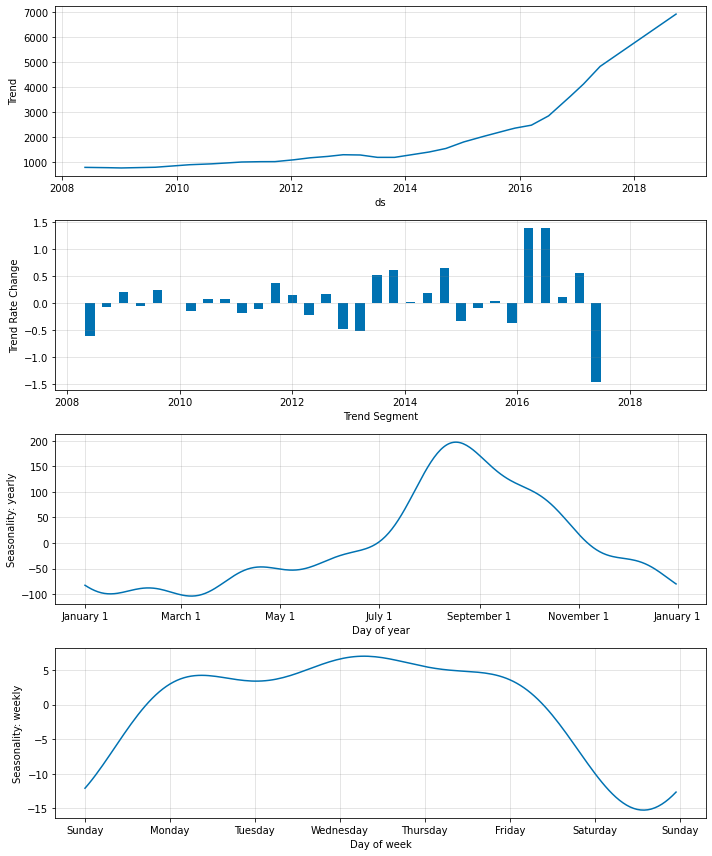 7000
6000
5000
4000
3000
2000
1000
Trend
2008 2010 2012 2014 2016 2018
ds
1.5
1.0
0.5
0.0
−0.5
−1.0
−1.5
Trend Rate Change
2008 2010 2012 2014 2016 2018
Trend Segment
200
150
100
50
0
−50
−100
Seasonality: yearly
January 1 March 1 May 1 July 1 September 1 November 1 January 1
Day of year
5
0
−5
−10
−15
Seasonality: weekly
Sunday Monday Tuesday Wednesday Thursday Friday Saturday Sunday
Day of week